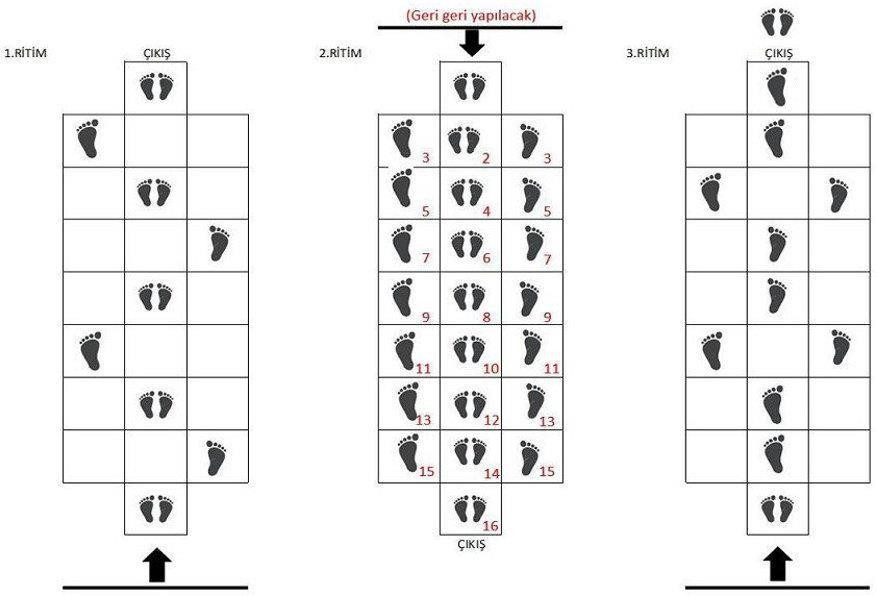 (Geri geri yapılacak)
1.RİTİM
ÇIKIŞ
2.RİTİM
3.RİTİM
ÇIKIŞ
3 2 3
5 4 5
7 6 7
9 8 9
11 10 11
13 12 13
15 14 15
16
ÇIKIŞ